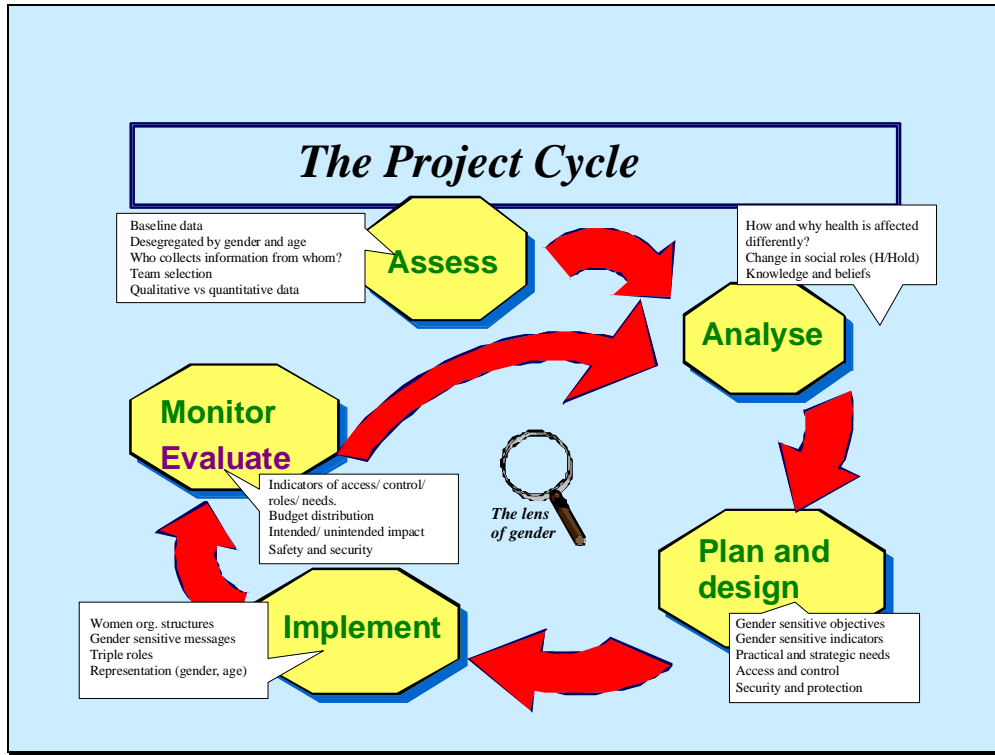 The Project Cycle
Baseline data
Desegregated by gender and age
Who collects information from whom?
Team selection
Qualitative vs quantitative data
Assess
How and why health is affected
differently?
Change in social roles (H/Hold)
Knowledge and beliefs
Analyse
Monitor
Evaluate
Indicators of access/ control/
roles/ needs.
Budget distribution
Intended/ unintended impact
Safety and security
The lens
of gender
Plan and
design
Gender sensitive objectives
Gender sensitive indicators
Practical and strategic needs
Access and control
Security and protection
Implement
Women org. structures
Gender sensitive messages
Triple roles
Representation (gender, age)